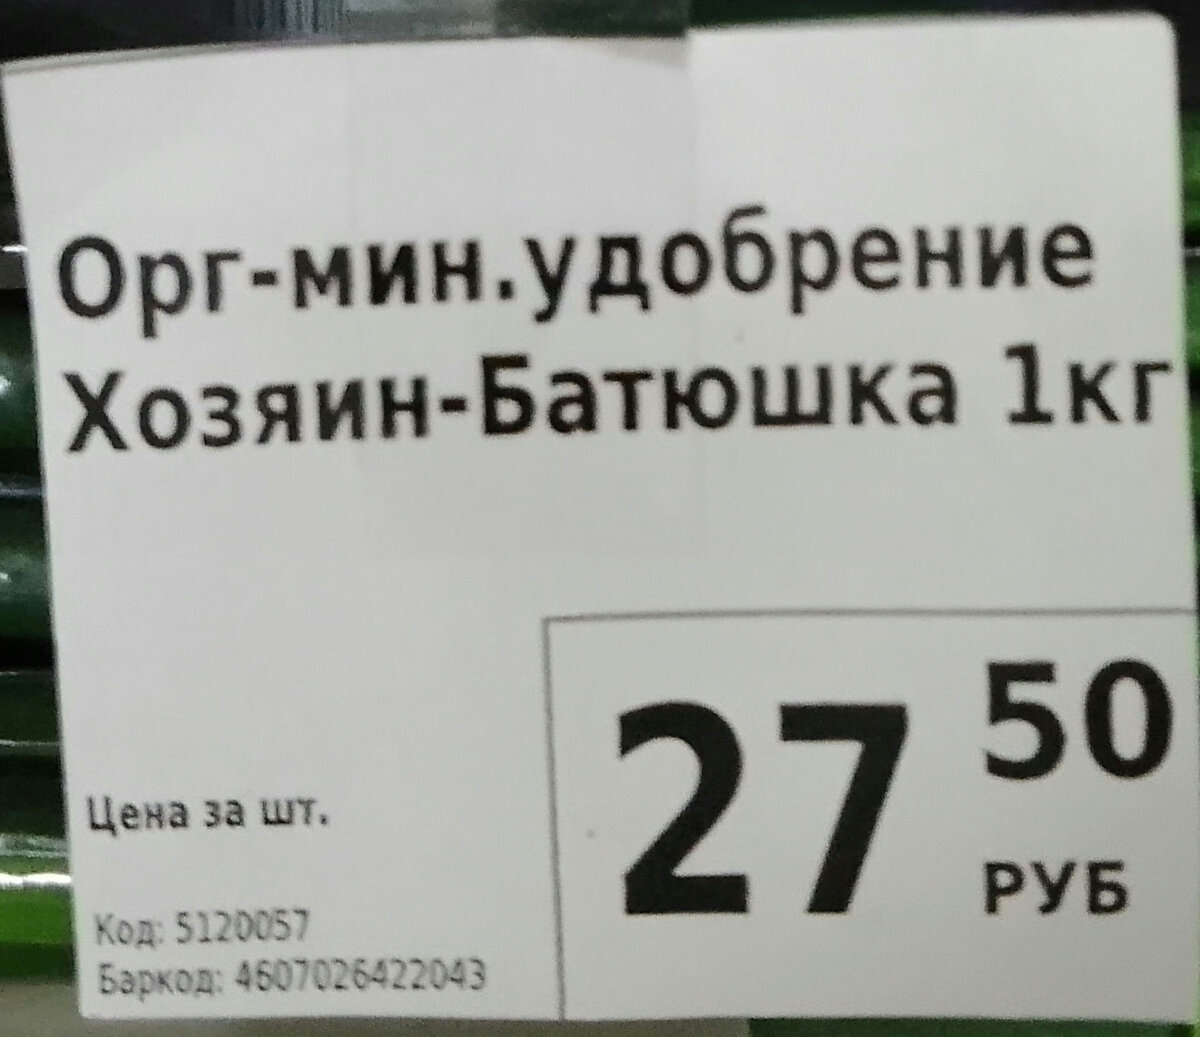 Орг-мин.удобрение
Хозяин-Батюшка 1кг
27 50
РУБ
Цена за шт.
Код: 5120057
Баркод: 4607026422043